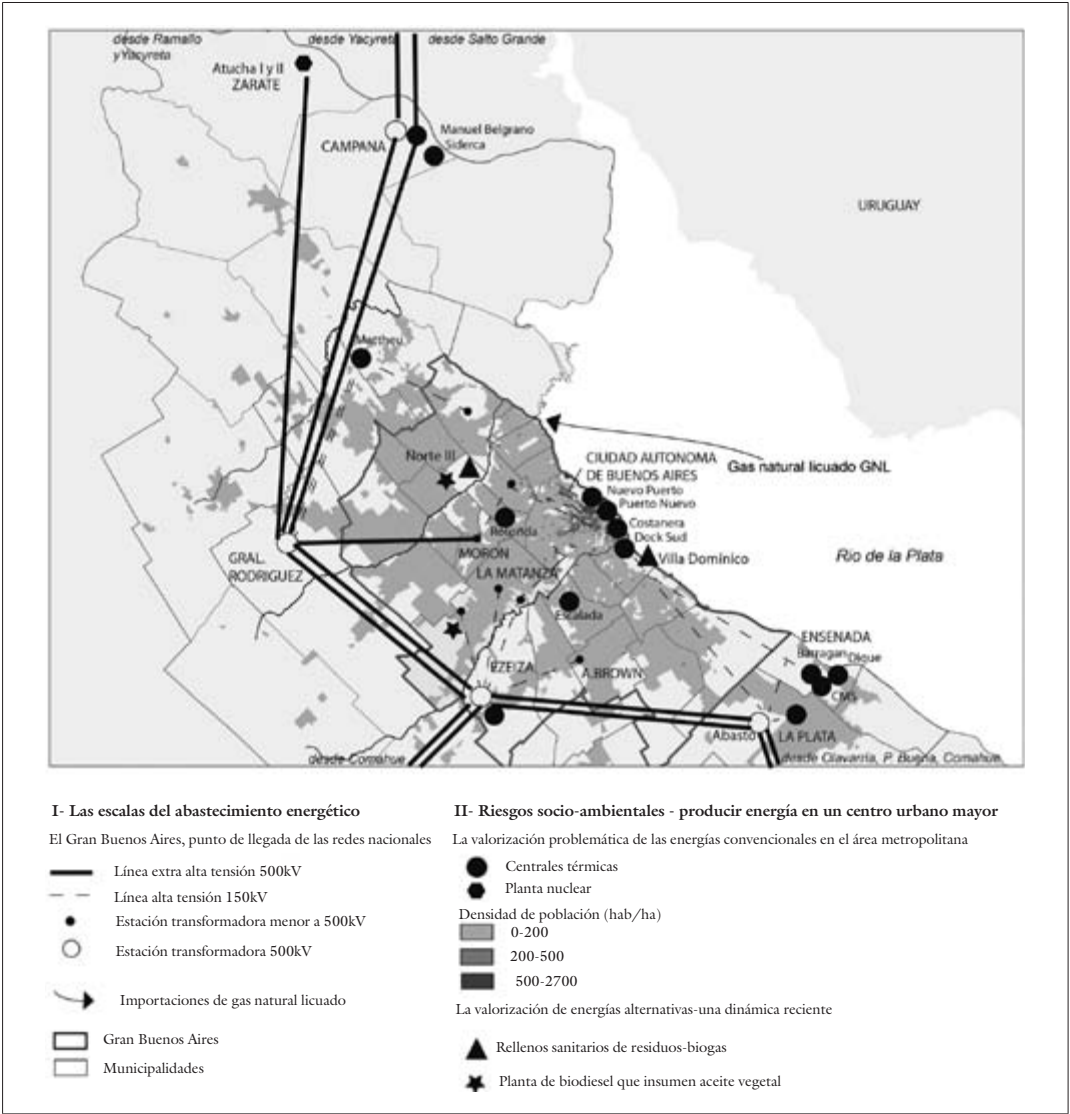 desde Ramallo
y Yacyreta
desde Yacyreta
desde Salto Grande
Atucha I y II
ZARATE
CAMPANA
Manuel Belgrano
Siderca
URUGUAY
Mattheu
Norte III
CIUDAD AUTONOMA
DE BUENOS AIRES
Gas natural licuado GNL
Nuevo Puerto
Puerto Nuevo
Costanera
Dock Sud
Villa Dominico
Rio de la Plata
Rotonda
MORON
LA MATANZA
GRAL.
RODRIGUEZ
Escalada
EZEIZA
A.BROWN
ENSENADA
Barragan
Dique
CMS
Abasto
LA PLATA
desde Comahue
desde Olavarria, P. Buena, Comahue,
I- Las escalas del abastecimiento energético
El Gran Buenos Aires, punto de llegada de las redes nacionales
Línea extra alta tensión 500kV
Línea alta tensión 150kV
Estación transformadora menor a 500kV
Estación transformadora 500kV
Importaciones de gas natural licuado
Gran Buenos Aires
Municipalidades
II- Riesgos socio-ambientales - producir energía en un centro urbano mayor
La valorización problemática de las energías convencionales en el área metropolitana
Centrales térmicas
Planta nuclear
Densidad de población (hab/ha)
0-200
200-500
500-2700
La valorización de energías alternativas-una dinámica reciente
Rellenos sanitarios de residuos-biogas
Planta de biodiesel que insumen aceite vegetal